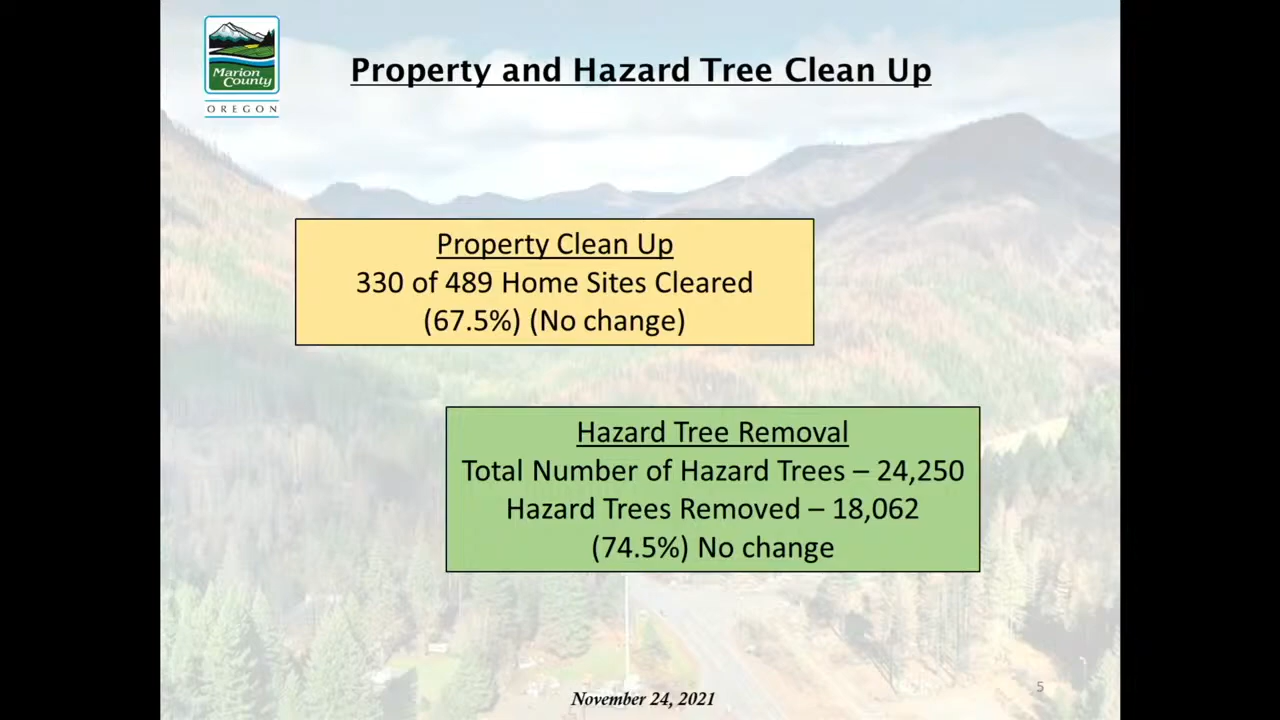 Marion
County
OREGON
Property and Hazard Tree Clean Up
Property Clean Up
330 of 489 Home Sites Cleared
(67.5%) (No change)
Hazard Tree Removal
Total Number of Hazard Trees – 24,250
Hazard Trees Removed – 18,062
(74.5%) No change
November 24, 2021
5